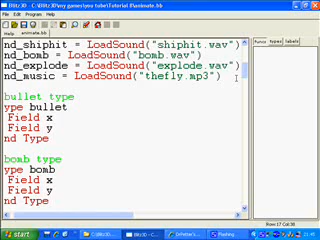 Blitz3D - [D:\my games\you tube\Tutorial 8\animate.bb]
File Edit Program Help
Help animate.bb
nd_shiphit = LoadSound("shiphit.wav")
nd_bomb = LoadSound("bomb.wav")
nd_explode = LoadSound("explode.wav")
nd_music = LoadSound("thefly.mp3")
bullet type
ype bullet
Field x
Field y
nd Type
bomb type
ype bomb
Field x
Field y
nd Type
funcs types labels
Row:17 Col:38
start